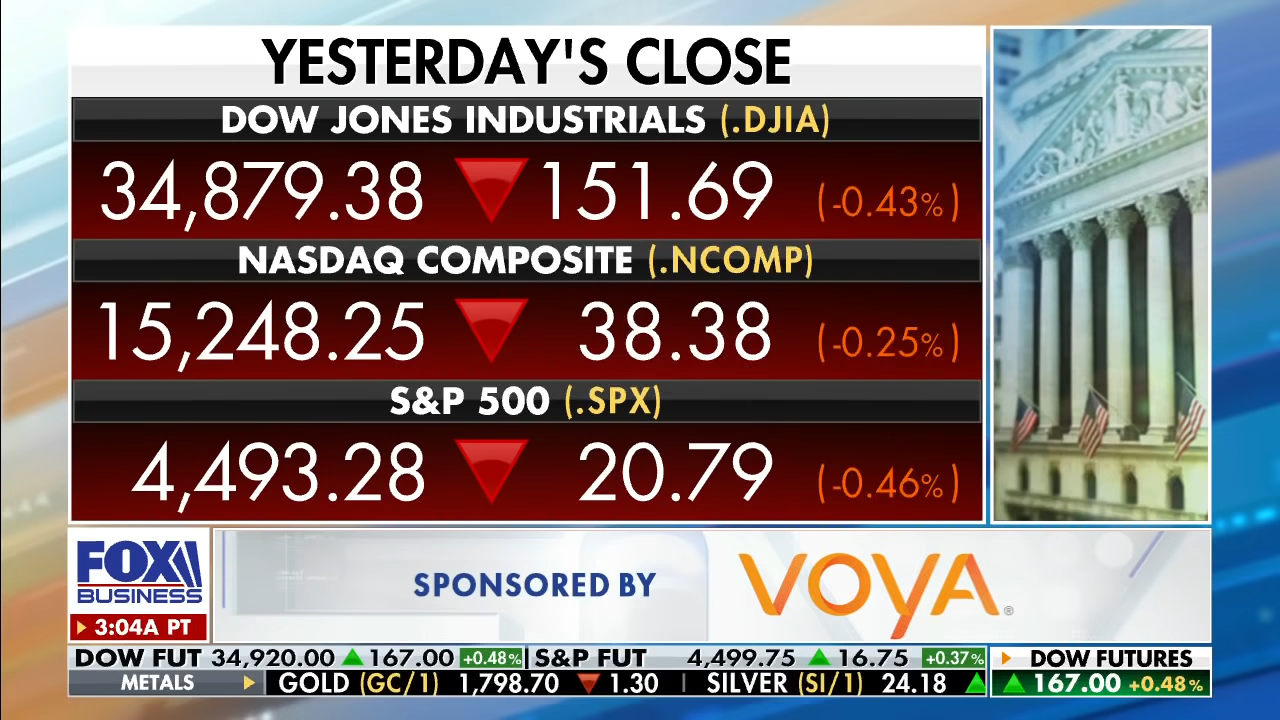 YESTERDAY'S CLOSE
DOW JONES INDUSTRIALS (.DJIA)
34,879.38 ▼ 151.69 (-0.43%)
NASDAQ COMPOSITE (.NCOMP)
15,248.25 ▼ 38.38 (-0.25%)
S&P 500 (.SPX)
4,493.28 ▼ 20.79 (-0.46%)
FOX
BUSINESS
3:04A PT
SPONSORED BY VOYA®
DOW FUT 34,920.00 ▲ 167.00 +0.48% S&P FUT 4,499.75 ▲ 16.75 +0.37%
METALS GOLD (GC/1) 1,798.70 ▼ 1.30 | SILVER (SI/1) 24.18 ▲
DOW FUTURES
▲ 167.00 +0.48%